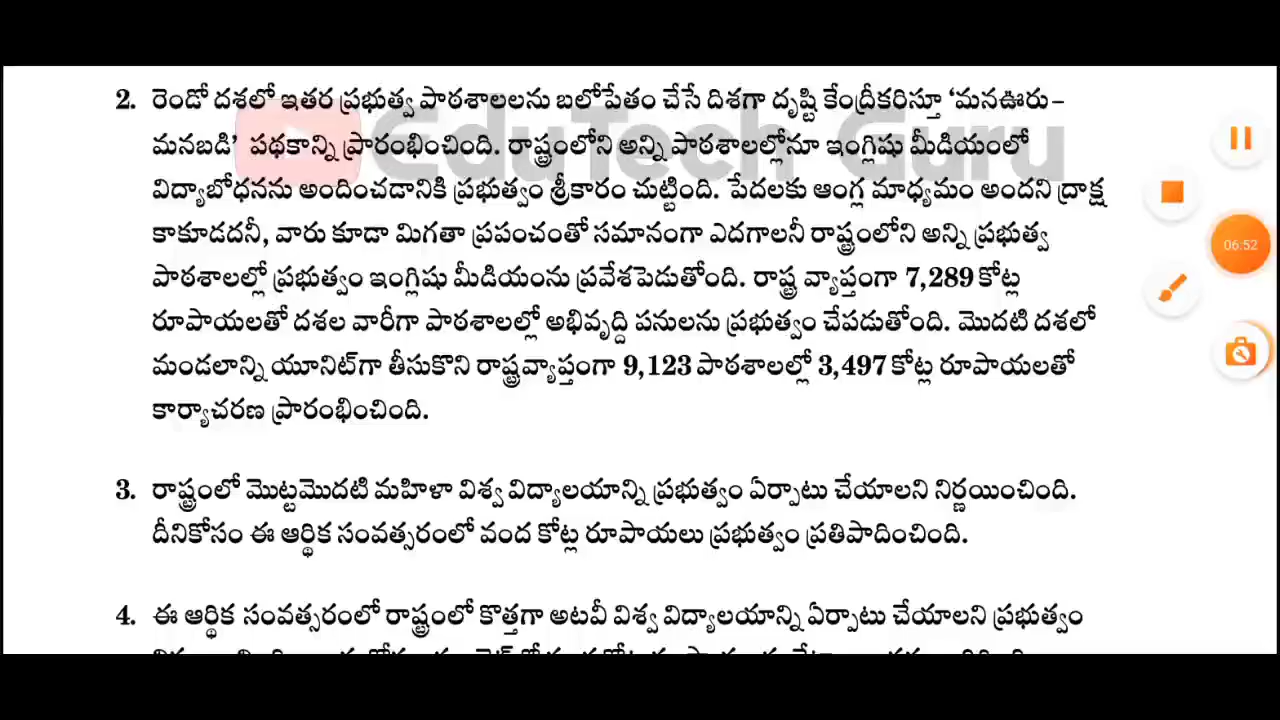 2. రెండో దశలో ఇతర ప్రభుత్వ పాఠశాలలను బలోపేతం చేసే దిశగా దృష్టి కేంద్రీకరిస్తూ ‘మనఊరు–
మనబడి’ పథకాన్ని ప్రారంభించింది. రాష్ట్రంలోని అన్ని పాఠశాలల్లోనూ ఇంగ్లిషు మీడియంలో
EduTech Guru
విద్యాబోధనను అందించడానికి ప్రభుత్వం శ్రీకారం చుట్టింది. పేదలకు ఆంగ్ల మాధ్యమం అందని ద్రాక్ష
కాకూడదనీ, వారు కూడా మిగతా ప్రపంచంతో సమానంగా ఎదగాలనీ రాష్ట్రంలోని అన్ని ప్రభుత్వ
06:52
పాఠశాలల్లో ప్రభుత్వం ఇంగ్లిషు మీడియంను ప్రవేశపెడుతోంది. రాష్ట్ర వ్యాప్తంగా 7,289 కోట్ల
రూపాయలతో దశల వారీగా పాఠశాలల్లో అభివృద్ది పనులను ప్రభుత్వం చేపడుతోంది. మొదటి దశలో
మండలాన్ని యూనిట్‌గా తీసుకొని రాష్ట్రవ్యాప్తంగా 9,123 పాఠశాలల్లో 3,497 కోట్ల రూపాయలతో
కార్యాచరణ ప్రారంభించింది.
3. రాష్ట్రంలో మొట్టమొదటి మహిళా విశ్వ విద్యాలయాన్ని ప్రభుత్వం ఏర్పాటు చేయాలని నిర్ణయించింది.
దీనికోసం ఈ ఆర్థిక సంవత్సరంలో వంద కోట్ల రూపాయలు ప్రభుత్వం ప్రతిపాదించింది.
4. ఈ ఆర్థిక సంవత్సరంలో రాష్ట్రంలో కొత్తగా అటవీ విశ్వ విద్యాలయాన్ని ఏర్పాటు చేయాలని ప్రభుత్వం